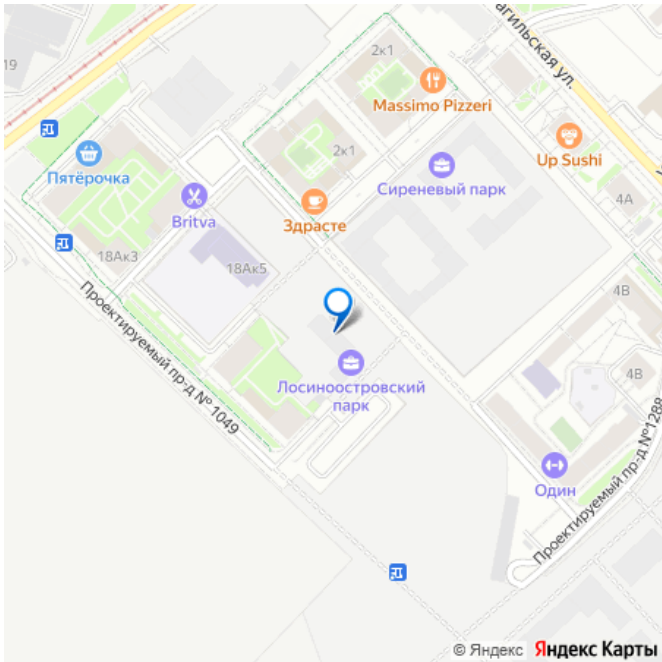 агильская ул.
2к1
19
Massimo Pizzeri
2к1
Up Sushi
Пятёрочка
Сиреневый парк
4А
Britva
Здрасте
18Ак3
18Ак5
4В
Проектируемый пр-д № 1049
Лосиноостровский
парк
4В
Один
Проектируемый пр-д №1288
© Яндекс Яндекс Карты